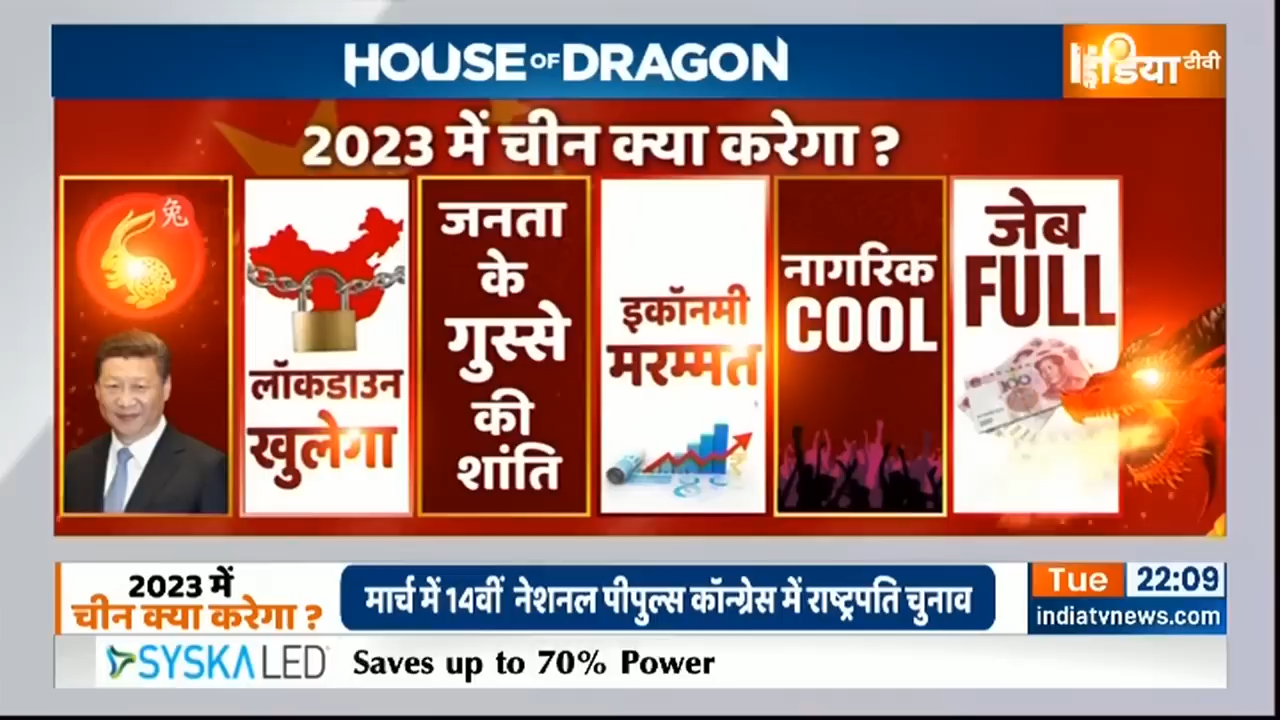 HOUSE OF DRAGON
इंडिया टीवी
2023 में चीन क्या करेगा ?
兔
लॉकडाउन
खुलेगा
जनता
के
गुस्से
की
शांति
इकॉनमी
मरम्मत
नागरिक
COOL
जेब
FULL
100
2023 में
चीन क्या करेगा ?
मार्च में 14वीं नेशनल पीपुल्स कॉन्ग्रेस में राष्ट्रपति चुनाव
Tue 22:09
indiatvnews.com
SYSKA LED
Saves up to 70% Power